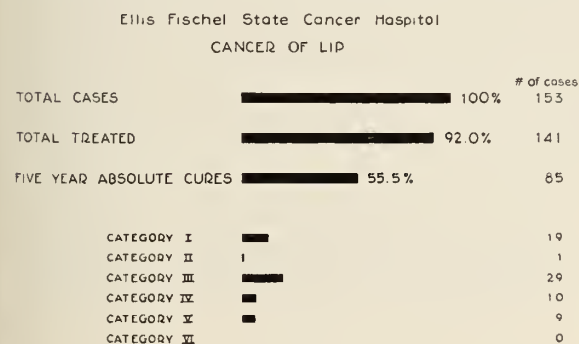 Ellis Fischel State Cancer Hospital
CANCER OF LIP
# of cases
TOTAL CASES 100% 153
TOTAL TREATED 92.0% 141
FIVE YEAR ABSOLUTE CURES 55.5% 85
CATEGORY I 19
CATEGORY II 1
CATEGORY III 29
CATEGORY IV 10
CATEGORY V 9
CATEGORY VI 0